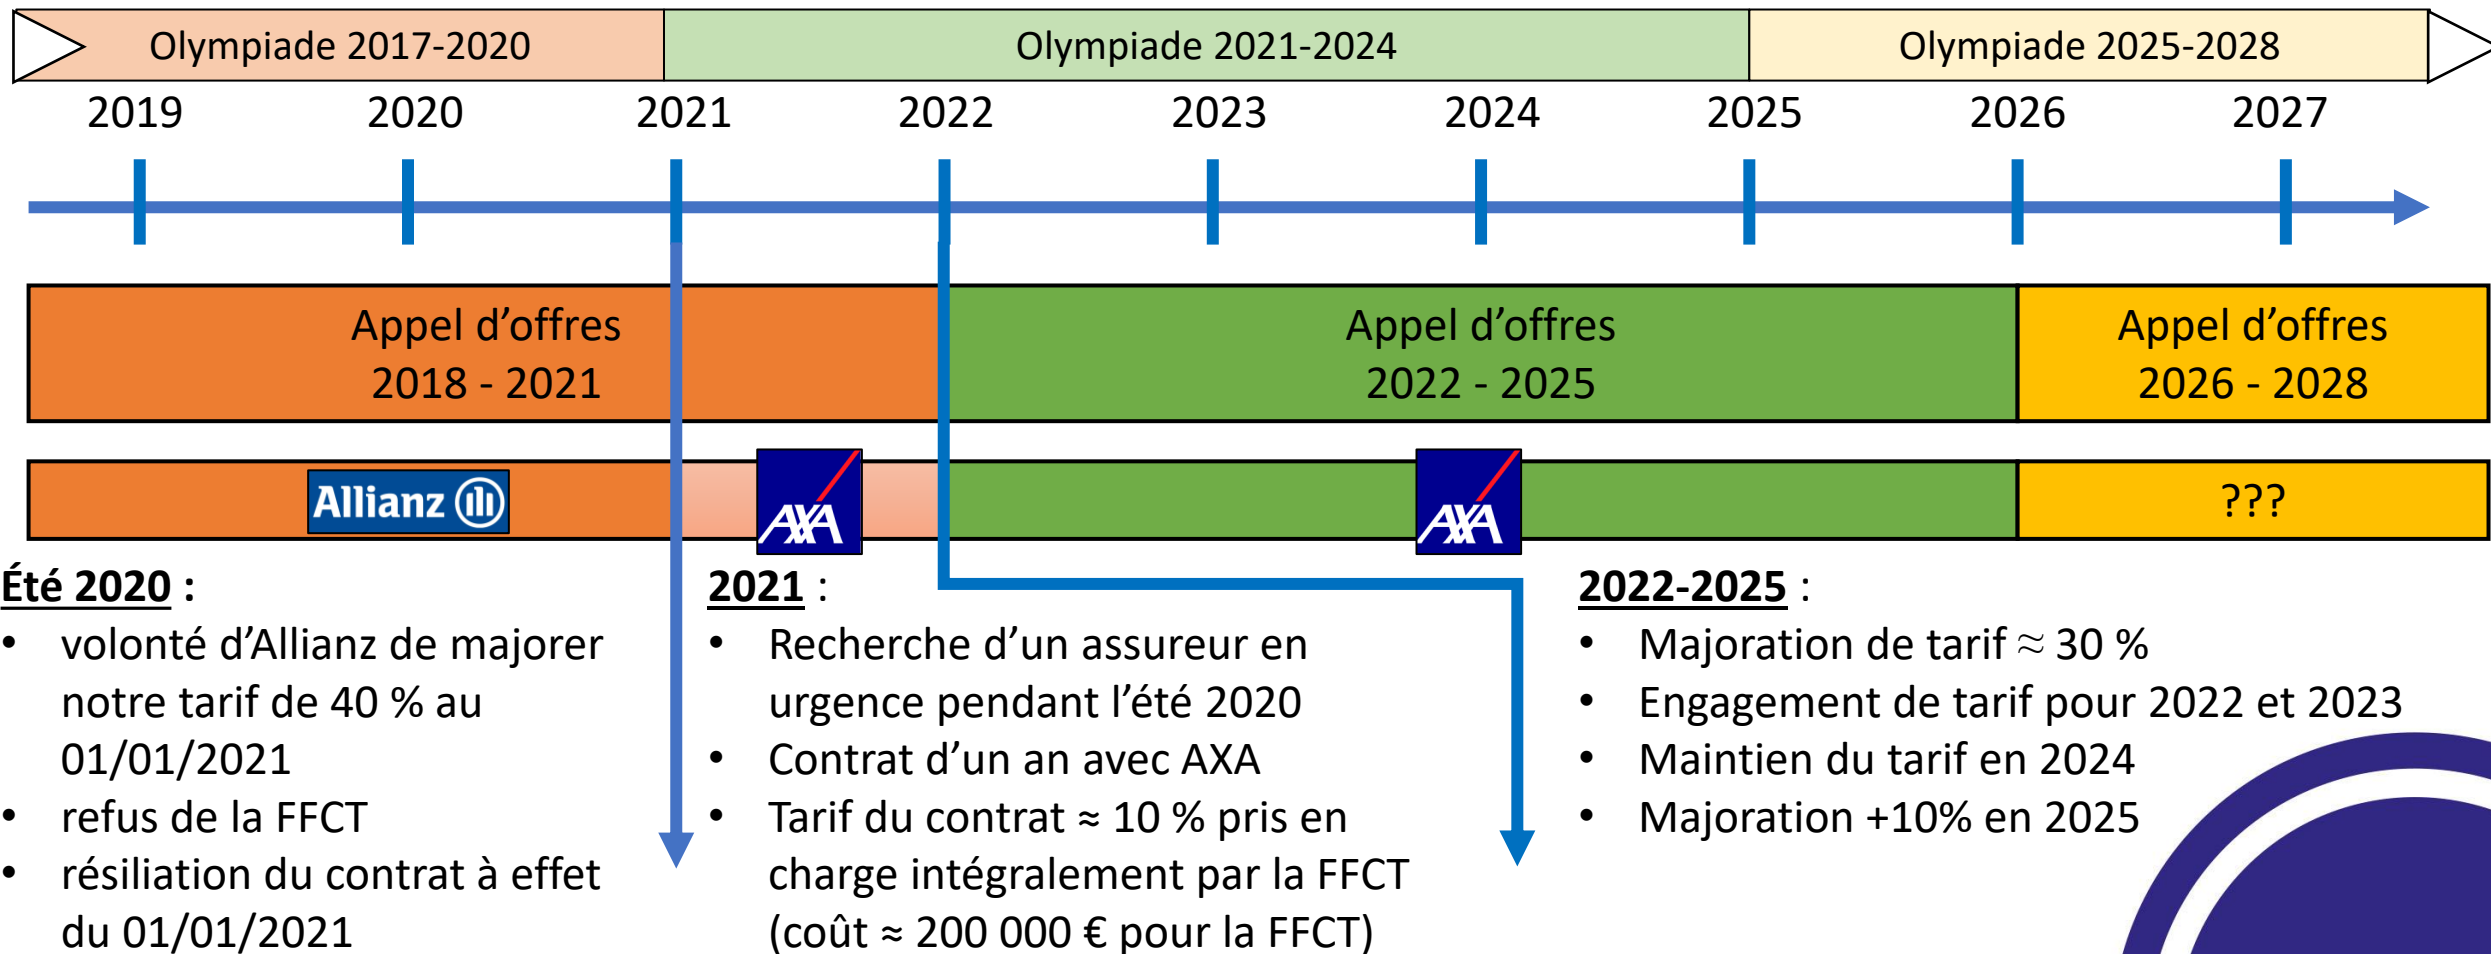 Olympiade 2017-2020
Olympiade 2021-2024
Olympiade 2025-2028
2019
2020
2021
2022
2023
2024
2025
2026
2027
Appel d’offres
2018 - 2021
Appel d’offres
2022 - 2025
Appel d’offres
2026 - 2028
Allianz
AXA
AXA
???
Été 2020 :
• volonté d’Allianz de majorer
notre tarif de 40 % au
01/01/2021
• refus de la FFCT
• résiliation du contrat à effet
du 01/01/2021
2021 :
• Recherche d’un assureur en
urgence pendant l’été 2020
• Contrat d’un an avec AXA
• Tarif du contrat ≈ 10 % pris en
charge intégralement par la FFCT
(coût ≈ 200 000 € pour la FFCT)
2022-2025 :
• Majoration de tarif ≈ 30 %
• Engagement de tarif pour 2022 et 2023
• Maintien du tarif en 2024
• Majoration +10% en 2025